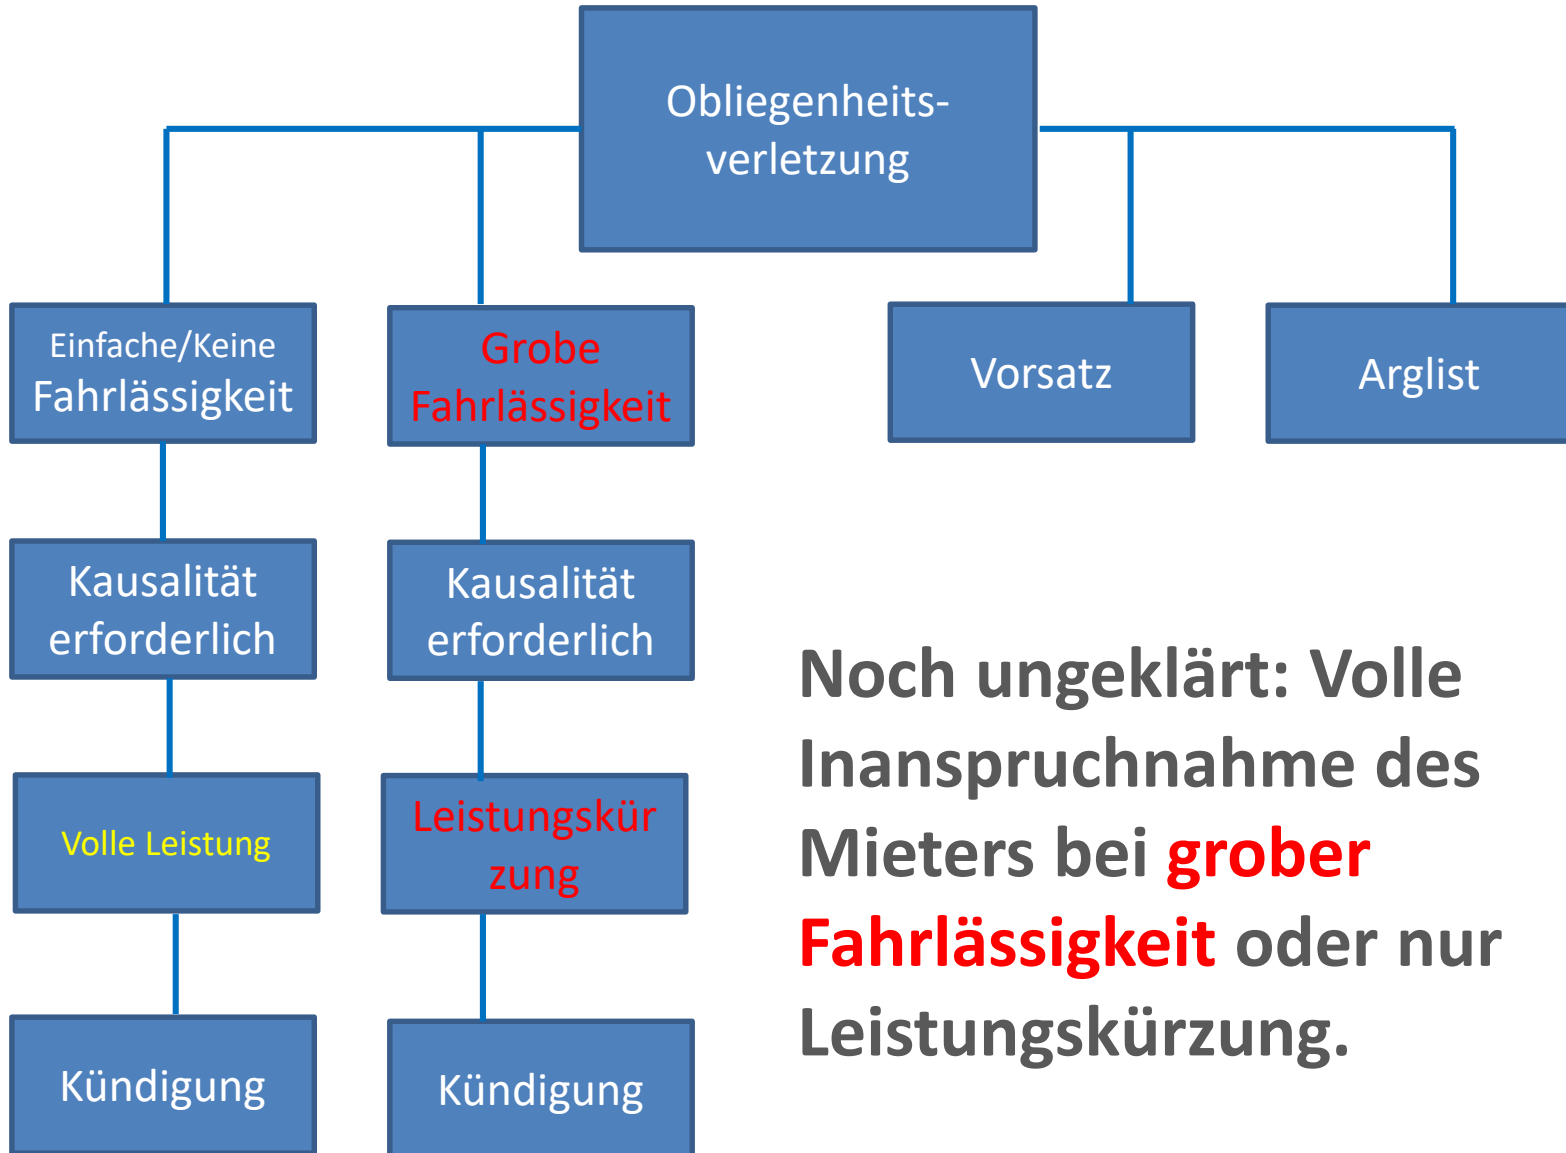 Obliegenheits-
verletzung
Einfache/Keine
Fahrlässigkeit
Grobe
Fahrlässigkeit
Vorsatz
Arglist
Kausalität
erforderlich
Kausalität
erforderlich
Volle Leistung
Leistungskür
zung
Kündigung
Kündigung
Noch ungeklärt: Volle
Inanspruchnahme des
Mieters bei grober
Fahrlässigkeit oder nur
Leistungskürzung.